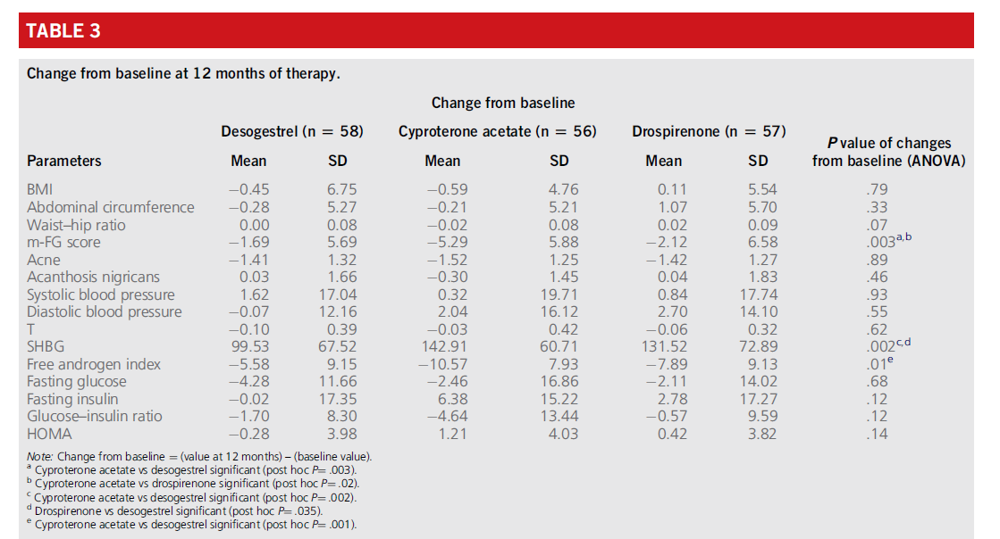 TABLE 3
Change from baseline at 12 months of therapy.
Change from baseline
Desogestrel (n = 58) Cyproterone acetate (n = 56) Drospirenone (n = 57) P value of changes
Parameters Mean SD Mean SD Mean SD from baseline (ANOVA)
BMI −0.45 6.75 −0.59 4.76 0.11 5.54 .79
Abdominal circumference −0.28 5.27 −0.21 5.21 1.07 5.70 .33
Waist–hip ratio 0.00 0.08 −0.02 0.08 0.02 0.09 .07
m-FG score −1.69 5.69 −5.29 5.88 −2.12 6.58 .003a,b
Acne −1.41 1.32 −1.52 1.25 −1.42 1.27 .89
Acanthosis nigricans 0.03 1.66 −0.30 1.45 0.04 1.83 .46
Systolic blood pressure 1.62 17.04 0.32 19.71 0.84 17.74 .93
Diastolic blood pressure −0.07 12.16 2.04 16.12 2.70 14.10 .55
T −0.10 0.39 −0.03 0.42 −0.06 0.32 .62
SHBG 99.53 67.52 142.91 60.71 131.52 72.89 .002c,d
Free androgen index −5.58 9.15 −10.57 7.93 −7.89 9.13 .01e
Fasting glucose −4.28 11.66 −2.46 16.86 −2.11 14.02 .68
Fasting insulin −0.02 17.35 6.38 15.22 2.78 17.27 .12
Glucose–insulin ratio −1.70 8.30 −4.64 13.44 −0.57 9.59 .12
HOMA −0.28 3.98 1.21 4.03 0.42 3.82 .14
Note: Change from baseline = (value at 12 months) – (baseline value).
a Cyproterone acetate vs desogestrel significant (post hoc P= .003).
b Cyproterone acetate vs drospirenone significant (post hoc P= .02).
c Cyproterone acetate vs desogestrel significant (post hoc P= .002).
d Drospirenone vs desogestrel significant (post hoc P= .035).
e Cyproterone acetate vs desogestrel significant (post hoc P= .001).